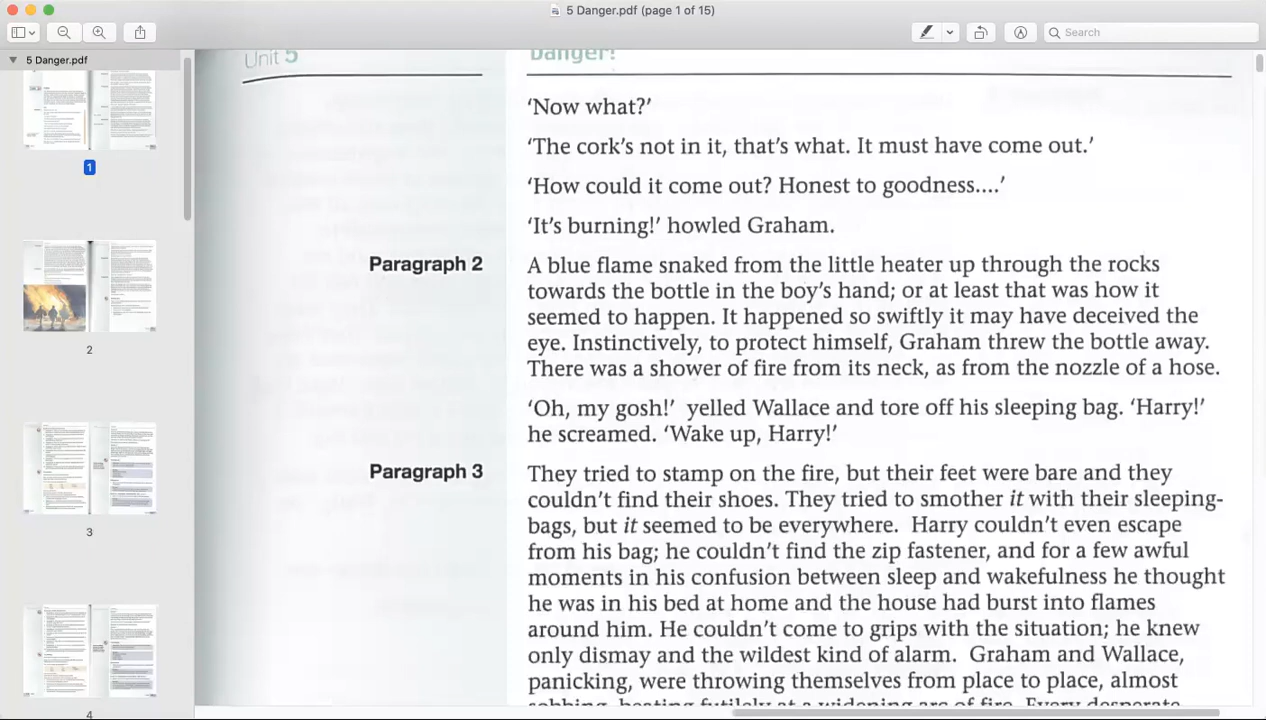 5 Danger.pdf (page 1 of 15)
Search
5 Danger.pdf
1
2
3
4
Unit 5
Danger!
‘Now what?’
‘The cork’s not in it, that’s what. It must have come out.’
‘How could it come out? Honest to goodness....’
‘It’s burning!’ howled Graham.
Paragraph 2
A blue flame snaked from the little heater up through the rocks
towards the bottle in the boy’s hand; or at least that was how it
seemed to happen. It happened so swiftly it may have deceived the
eye. Instinctively, to protect himself, Graham threw the bottle away.
There was a shower of fire from its neck, as from the nozzle of a hose.
‘Oh, my gosh!’ yelled Wallace and tore off his sleeping bag. ‘Harry!’
he screamed. ‘Wake up, Harry!’
Paragraph 3
They tried to stamp on the fire, but their feet were bare and they
couldn’t find their shoes. They tried to smother it with their sleeping-
bags, but it seemed to be everywhere. Harry couldn’t even escape
from his bag; he couldn’t find the zip fastener, and for a few awful
moments in his confusion between sleep and wakefulness he thought
he was in his bed at home and the house had burst into flames
around him. He couldn’t come to grips with the situation; he knew
only dismay and the wildest kind of alarm. Graham and Wallace,
panicking, were throwing themselves from place to place, almost
sobbing, beating futilely at a widening arc of fire. Every desperate